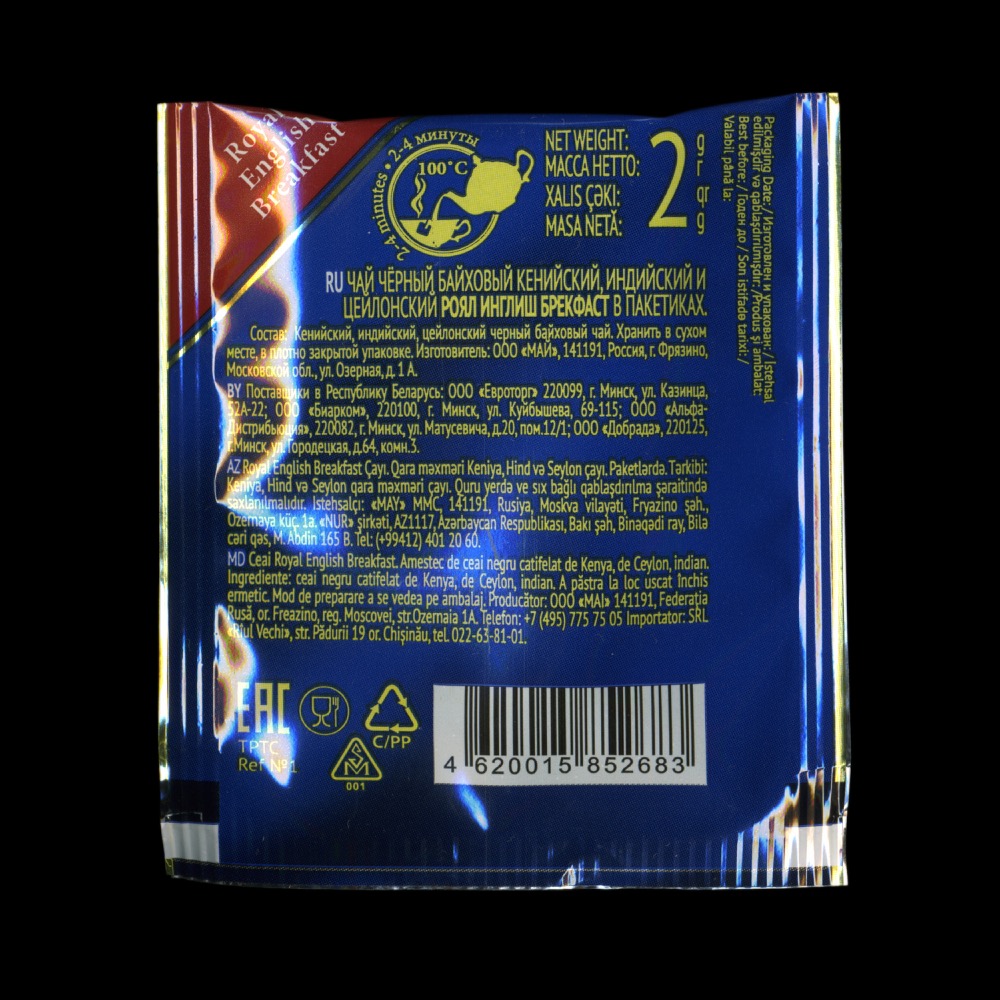 Royal
English
Breakfast
2-4 minutes • 2-4 минуты
100°C
NET WEIGHT:
МАССА НЕТТО:
XALIS ÇƏKİ:
MASA NETĂ:
2
g
г
qr
g
Packaging Date: / Изготовлен и упакован: / İstehsal
edilmişdir və qablaşdırılmışdır: / Produs şi ambalat:
Best before: / Годен до / Son istifadə tarixi: /
Valabil până la:
RU ЧАЙ ЧЁРНЫЙ БАЙХОВЫЙ КЕНИЙСКИЙ, ИНДИЙСКИЙ И
ЦЕЙЛОНСКИЙ РОЯЛ ИНГЛИШ БРЕКФАСТ В ПАКЕТИКАХ.
Состав: Кенийский, индийский, цейлонский черный байховый чай. Хранить в сухом
месте, в плотно закрытой упаковке. Изготовитель: ООО «МАЙ», 141191, Россия, г. Фрязино,
Московской обл., ул. Озерная, д. 1 А.
BY Поставщики в Республику Беларусь: ООО «Евроторг» 220099, г. Минск, ул. Казинца,
52А-22; ООО «Биарком», 220100, г. Минск, ул. Куйбышева, 69-115; ООО «Альфа-
Дистрибьюция», 220082, г. Минск, ул. Матусевича, д.20, пом.12/1; ООО «Добрада», 220125,
г.Минск, ул. Городецкая, д.64, комн.3.
AZ Royal English Breakfast Çayı. Qara məxməri Keniya, Hind və Seylon çayı. Paketlərdə. Tərkibi:
Keniya, Hind və Seylon qara məxməri çayı. Quru yerdə və sıx bağlı qablaşdırılma şəraitində
saxlanılmalıdır. İstehsalçı: «MAY» MMC, 141191, Rusiya, Moskva vilayəti, Fryazino şəh.,
Ozernaya küç. 1a. «NUR» şirkəti, AZ1117, Azərbaycan Respublikası, Bakı şəh, Binəqədi ray, Bilə
cəri qəs, M. Abdin 165 B. Tel: (+99412) 401 20 60.
MD Ceai Royal English Breakfast. Amestec de ceai negru catifelat de Kenya, de Ceylon, indian.
Ingrediente: ceai negru catifelat de Kenya, de Ceylon, indian. A păstra la loc uscat închis
ermetic. Mod de preparare a se vedea pe ambalaj. Producător: OOO «MAI» 141191, Federaţia
Rusă, or. Freazino, reg. Moscovei, str.Ozernaia 1A. Telefon: +7 (495) 775 75 05 Importator: SRL
«Riul Vechi», str. Pădurii 19 or. Chişinău, tel. 022-63-81-01.
EAC
ТРТС
Ref №1
C/PP
001
4 620015 852683